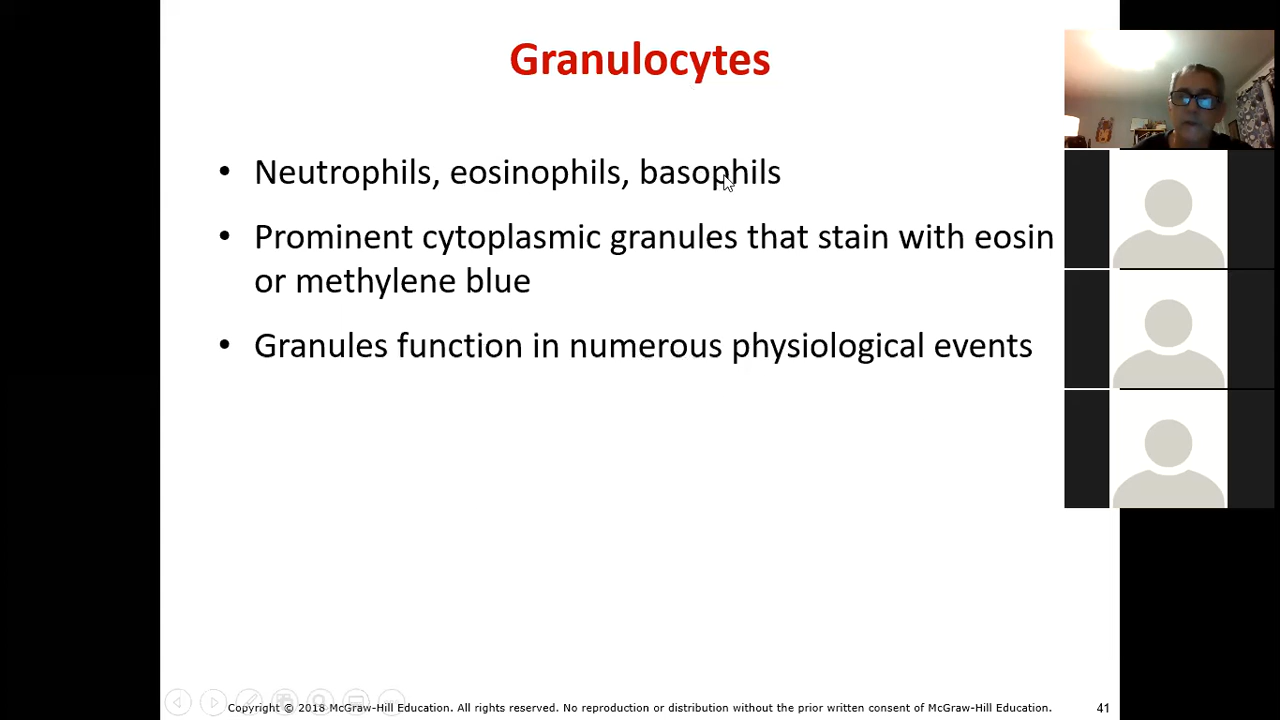 Granulocytes
• Neutrophils, eosinophils, basophils
• Prominent cytoplasmic granules that stain with eosin
or methylene blue
• Granules function in numerous physiological events
Copyright © 2018 McGraw-Hill Education. All rights reserved. No reproduction or distribution without the prior written consent of McGraw-Hill Education.
41